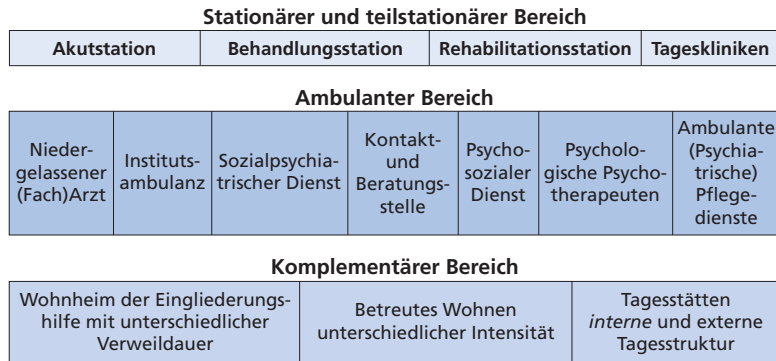 Stationärer und teilstationärer Bereich
Akutstation
Behandlungsstation
Rehabilitationsstation
Tageskliniken
Ambulanter Bereich
Nieder-
gelassener
(Fach)Arzt
Instituts-
ambulanz
Sozialpsychia-
trischer Dienst
Kontakt-
und
Beratungs-
stelle
Psycho-
sozialer
Dienst
Psycholo-
gische Psycho-
therapeuten
Ambulante
(Psychia-
trische)
Pflege-
dienste
Komplementärer Bereich
Wohnheim der Eingliederungs-
hilfe mit unterschiedlicher
Verweildauer
Betreutes Wohnen
unterschiedlicher Intensität
Tagesstätten
interne und externe
Tagesstruktur